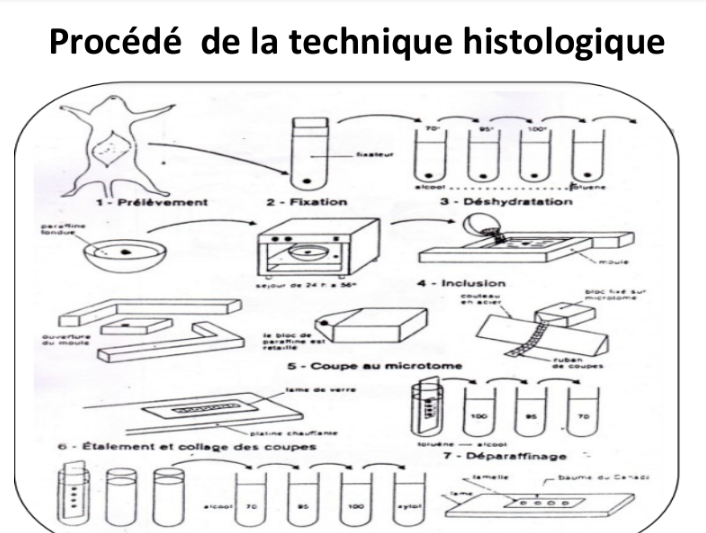 Procédé de la technique histologique
70° 95° 100°
fixateur
alcool toluène
1 - Prélèvement 2 - Fixation 3 - Déshydratation
paraffine
fondue
moule
séjour de 24 h a 56°
4 - Inclusion
couteau
en acier
bloc fixé sur
microtome
ouverture
du moule
le bloc de
paraffine est
retaillé
ruban
de coupes
5 - Coupe au microtome
lame de verre
100 95 70
platine chauffante
toluène — alcool
6 - Étalement et collage des coupes
7 - Déparaffinage
lamelle baume du Canada
lame
alcool 70 95 100 xylol